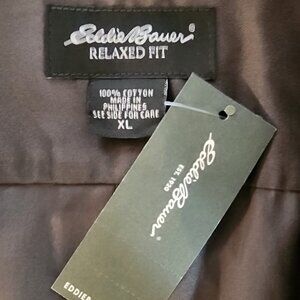 Eddie Bauer®
RELAXED FIT
100% COTTON
MADE IN
PHILIPPINES
SEE SIDE FOR CARE
XL
Eddie Bauer®
EST. 1920
EDDIE